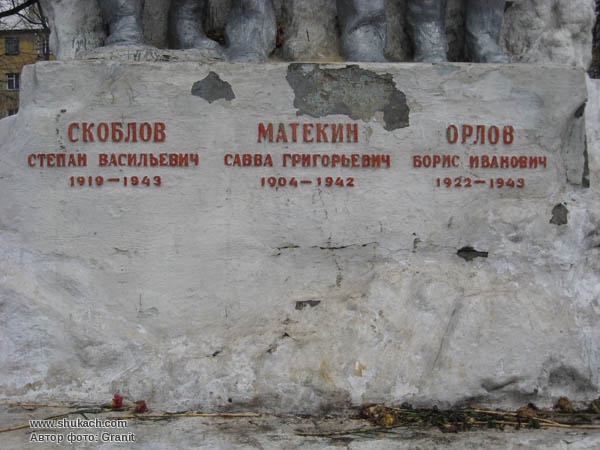 СКОБЛОВ
СТЕПАН ВАСИЛЬЕВИЧ
1919-1943
МАТЕКИН
САВВА ГРИГОРЬЕВИЧ
1904-1942
ОРЛОВ
БОРИС ИВАНОВИЧ
1922-1943
www.shukach.com
Автор фото: Granit